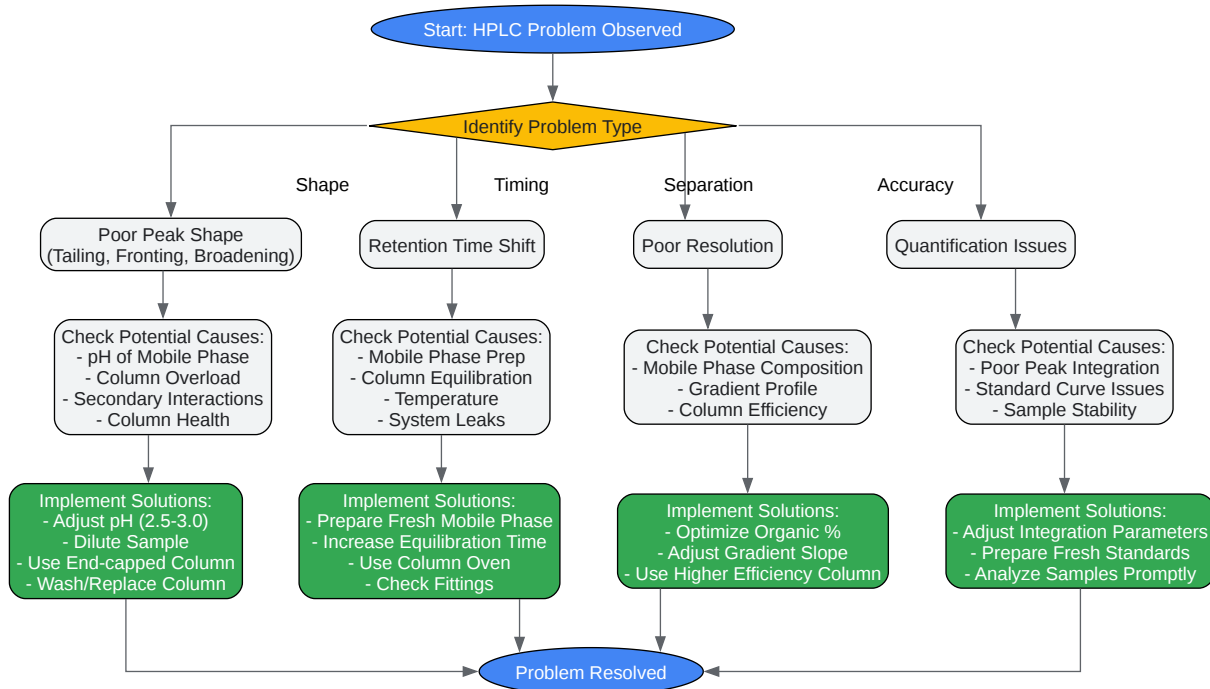 Start: HPLC Problem Observed
Identify Problem Type
Shape
Timing
Separation
Accuracy
Poor Peak Shape
(Tailing, Fronting, Broadening)
Retention Time Shift
Poor Resolution
Quantification Issues
Check Potential Causes:
- pH of Mobile Phase
- Column Overload
- Secondary Interactions
- Column Health
Check Potential Causes:
- Mobile Phase Prep
- Column Equilibration
- Temperature
- System Leaks
Check Potential Causes:
- Mobile Phase Composition
- Gradient Profile
- Column Efficiency
Check Potential Causes:
- Poor Peak Integration
- Standard Curve Issues
- Sample Stability
Implement Solutions:
- Adjust pH (2.5-3.0)
- Dilute Sample
- Use End-capped Column
- Wash/Replace Column
Implement Solutions:
- Prepare Fresh Mobile Phase
- Increase Equilibration Time
- Use Column Oven
- Check Fittings
Implement Solutions:
- Optimize Organic %
- Adjust Gradient Slope
- Use Higher Efficiency Column
Implement Solutions:
- Adjust Integration Parameters
- Prepare Fresh Standards
- Analyze Samples Promptly
Problem Resolved